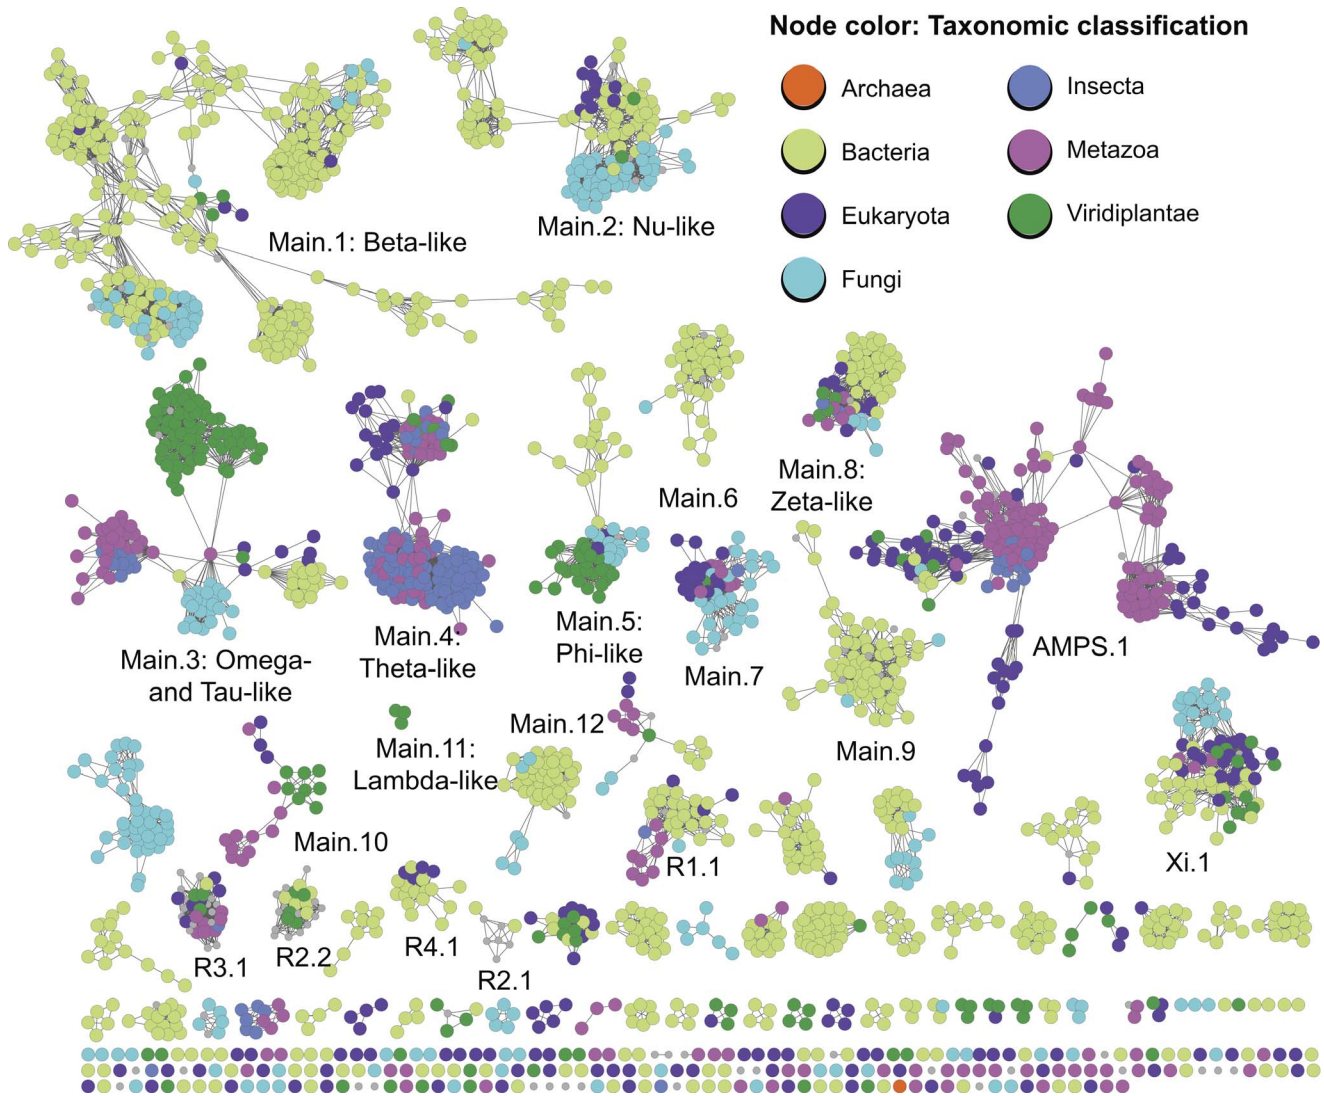 Node color: Taxonomic classification
Archaea
Insecta
Bacteria
Metazoa
Eukaryota
Viridiplantae
Fungi
Main.1: Beta-like
Main.2: Nu-like
Main.6
Main.8:
Zeta-like
Main.3: Omega-
and Tau-like
Main.4:
Theta-like
Main.5:
Phi-like
Main.7
AMPS.1
Main.9
Main.11:
Lambda-like
Main.12
Main.10
R1.1
Xi.1
R3.1
R2.2
R4.1
R2.1